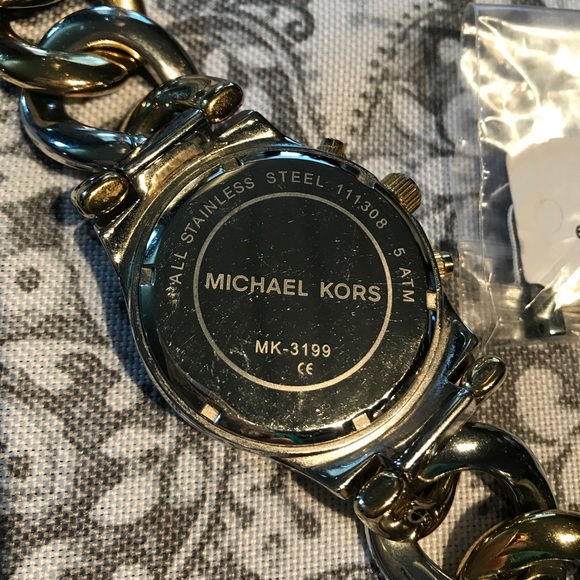 ALL STAINLESS STEEL 111308 5 ATM
MICHAEL KORS
MK-3199
CE